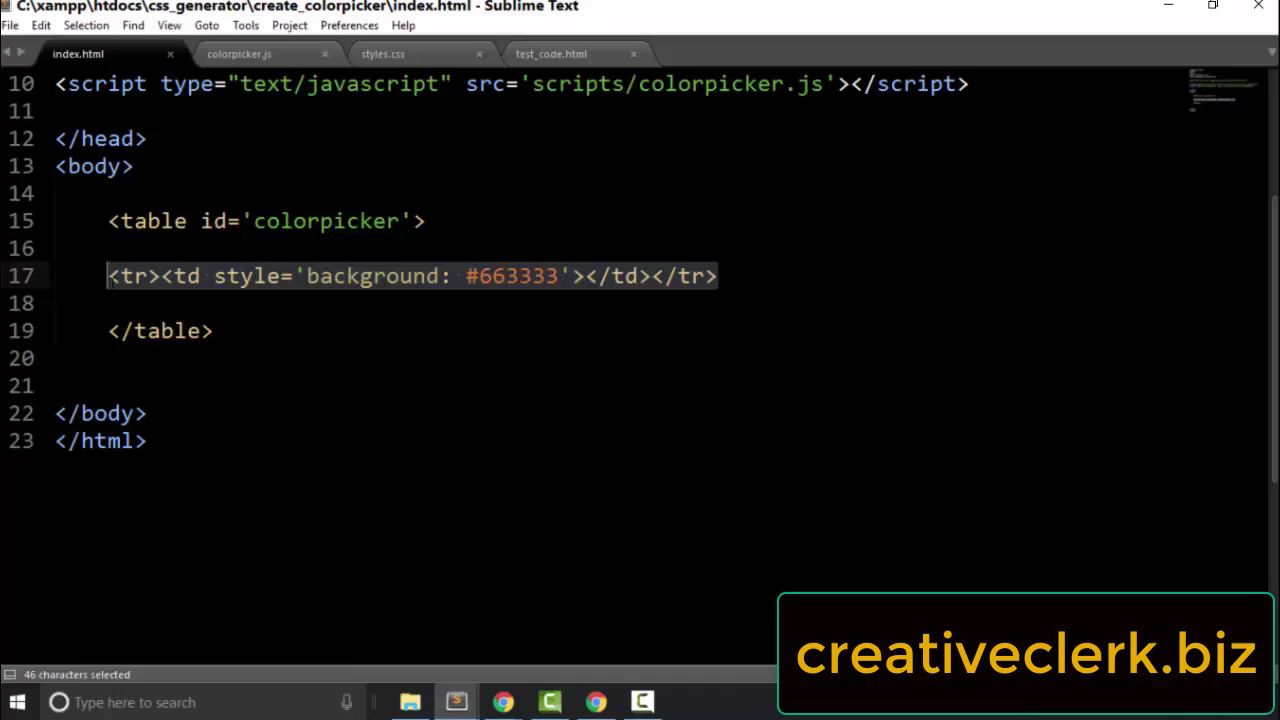 C:\xampp\htdocs\css_generator\create_colorpicker\index.html - Sublime Text
File Edit Selection Find View Goto Tools Project Preferences Help
index.html × colorpicker.js × styles.css × test_code.html ×
10 <script type="text/javascript" src='scripts/colorpicker.js'></script>
11
12 </head>
13 <body>
14
15 <table id='colorpicker'>
16
17 <tr><td style='background: #663333'></td></tr>
18
19 </table>
20
21
22 </body>
23 </html>
creativeclerk.biz
46 characters selected
Type here to search